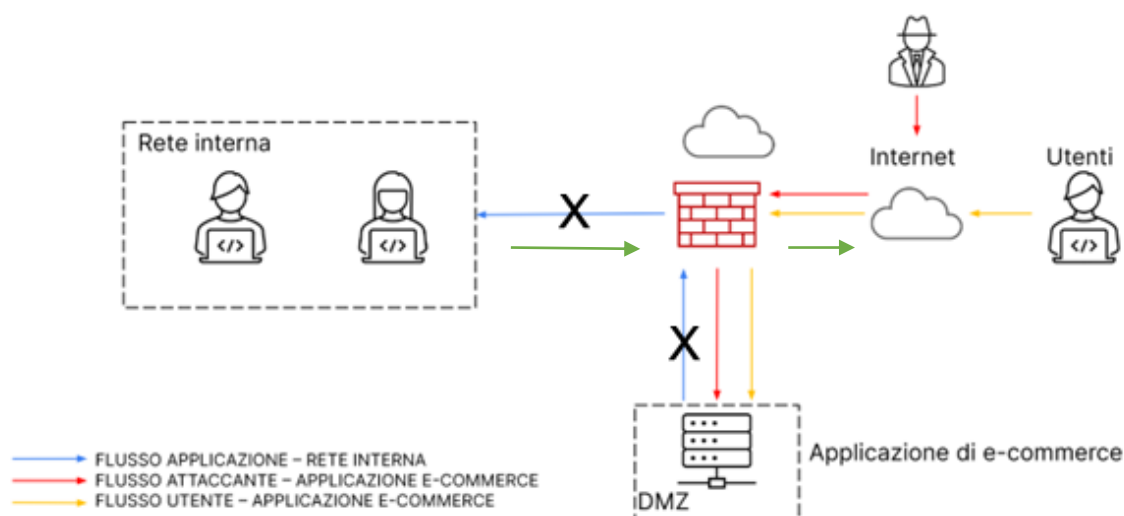 Rete interna
Internet
Utenti
</>
</>
</>
X
X
Applicazione di e-commerce
DMZ
FLUSSO APPLICAZIONE – RETE INTERNA
FLUSSO ATTACCANTE – APPLICAZIONE E-COMMERCE
FLUSSO UTENTE – APPLICAZIONE E-COMMERCE